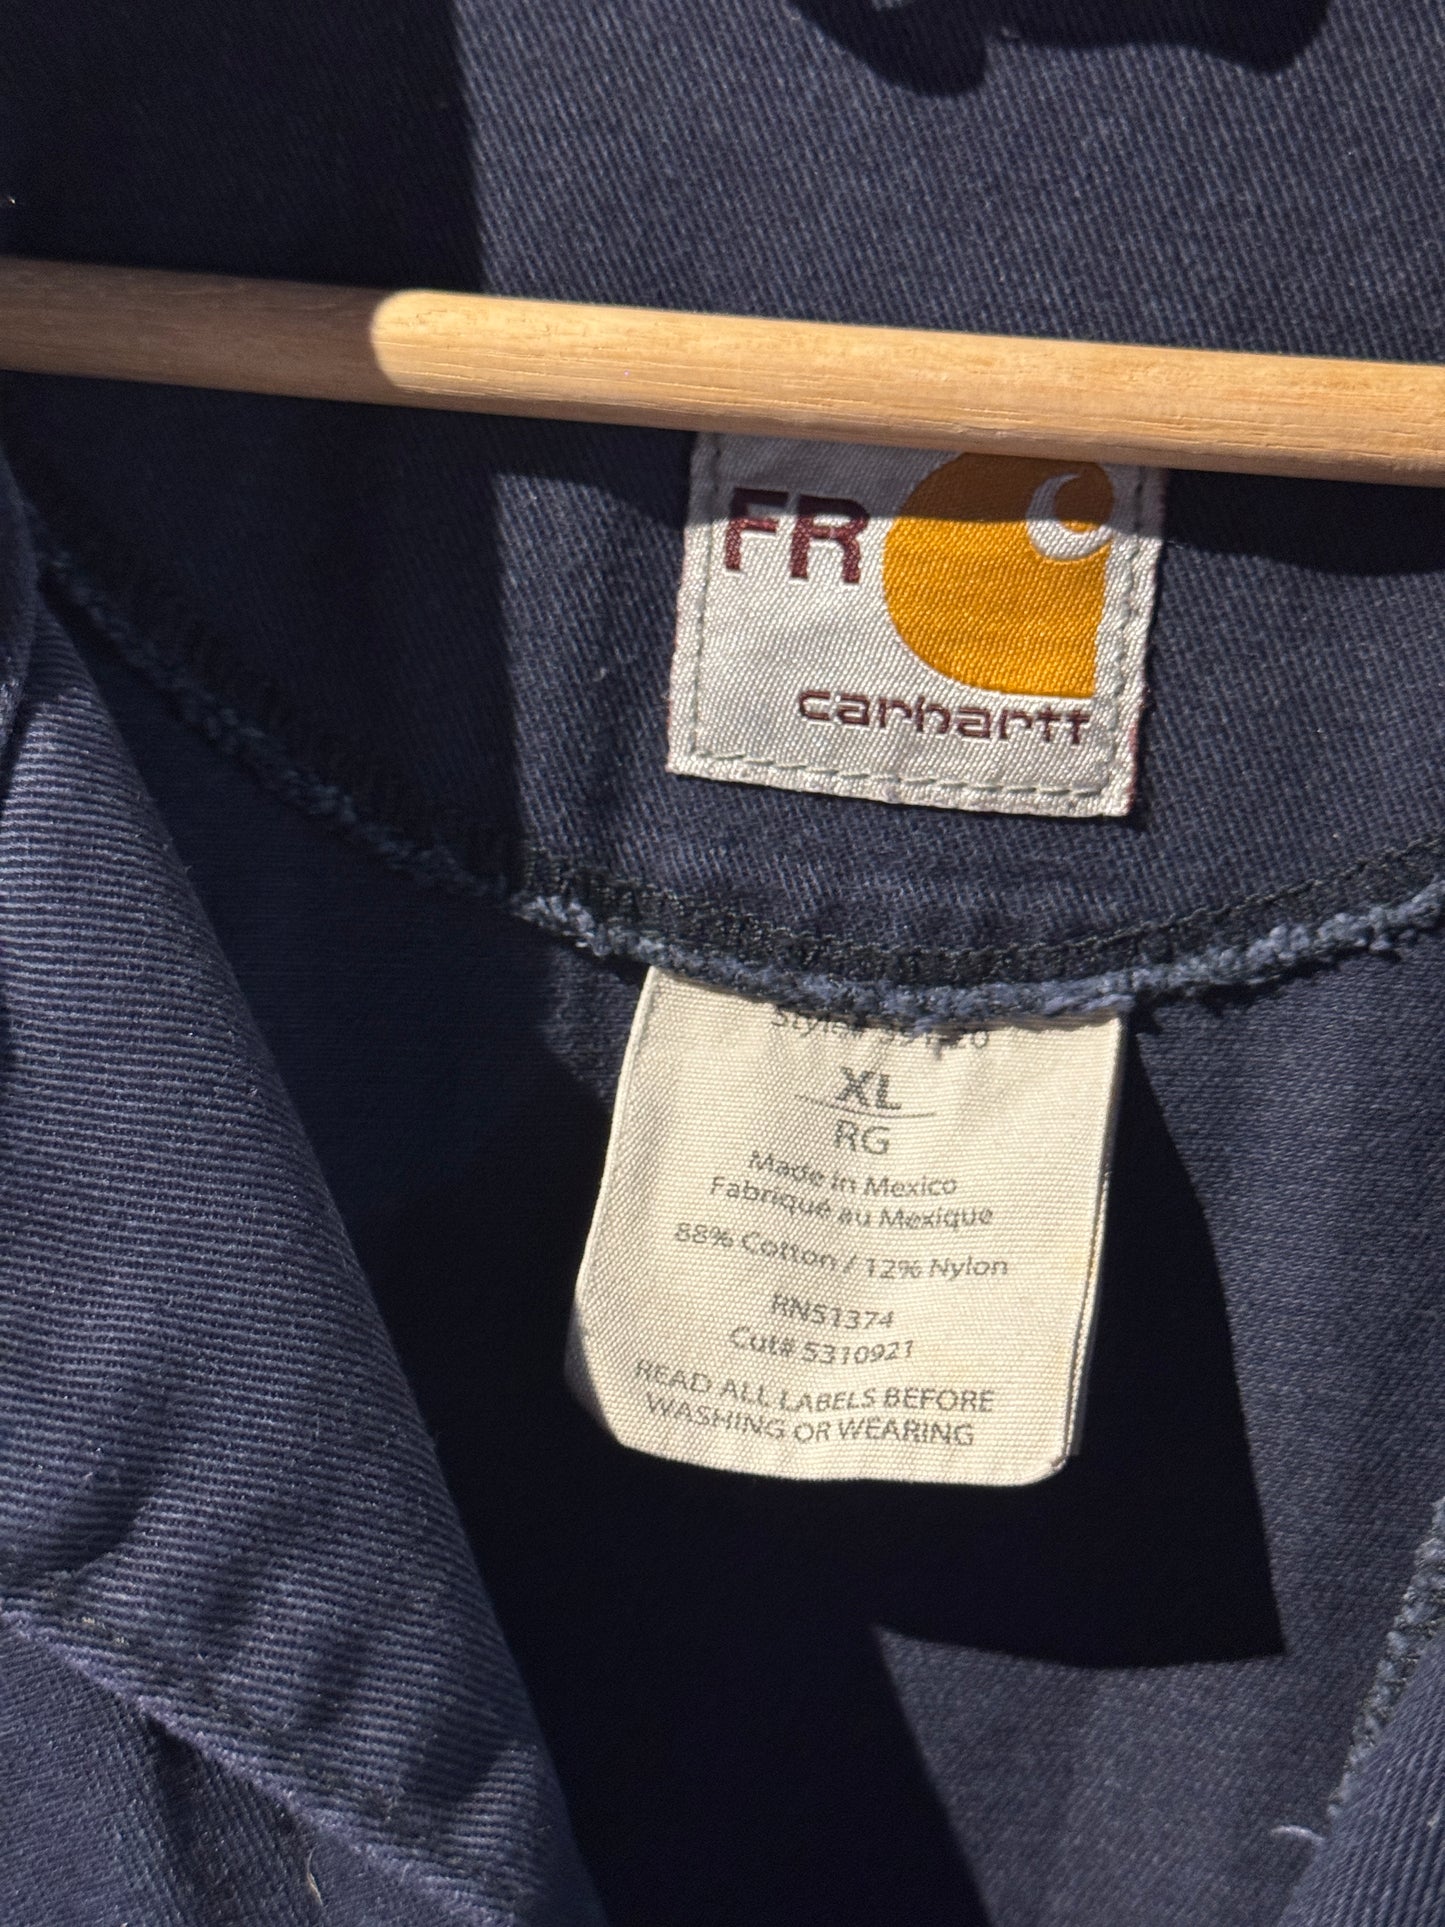 FR
carhartt
Style#
XL
RG
Made in Mexico
Fabriqué au Mexique
88% Cotton / 12% Nylon
RN51374
Cut# 5310921
READ ALL LABELS BEFORE
WASHING OR WEARING